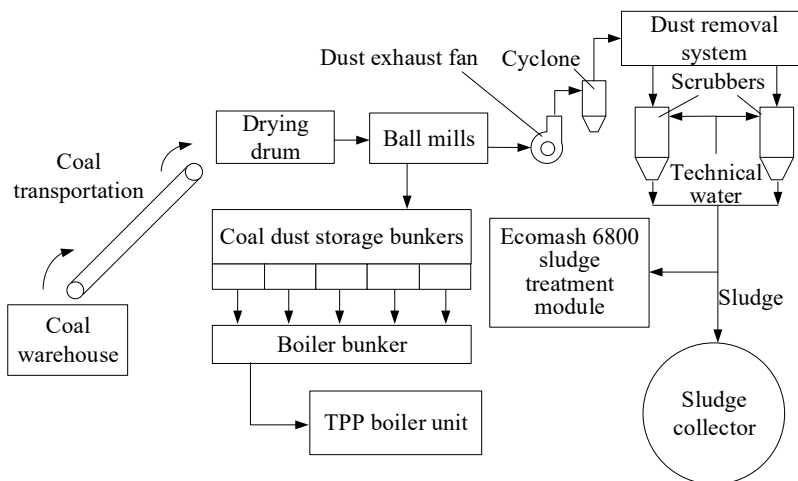 Dust removal
system
Dust exhaust fan
Cyclone
Scrubbers
Drying
drum
Ball mills
Coal
transportation
Technical
water
Coal dust storage bunkers
Ecomash 6800
sludge
treatment
module
Sludge
Coal
warehouse
Boiler bunker
TPP boiler unit
Sludge
collector